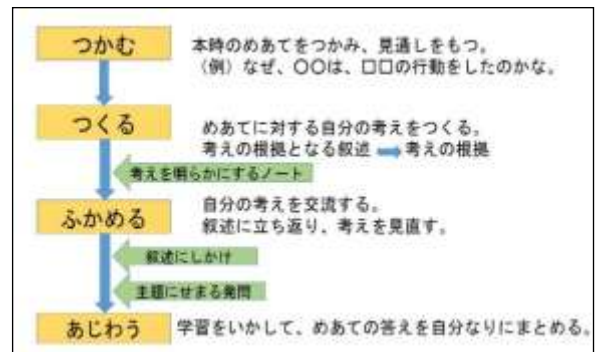 つかむ
本時のめあてをつかみ、見通しをもつ。
（例）なぜ、〇〇は、□□の行動をしたのかな。
つくる
めあてに対する自分の考えをつくる。
考えの根拠となる叙述 ➡ 考えの根拠
考えを明らかにするノート
ふかめる
自分の考えを交流する。
叙述に立ち返り、考えを見直す。
叙述にしかけ
主題にせまる発問
あじわう
学習をいかして、めあての答えを自分なりにまとめる。